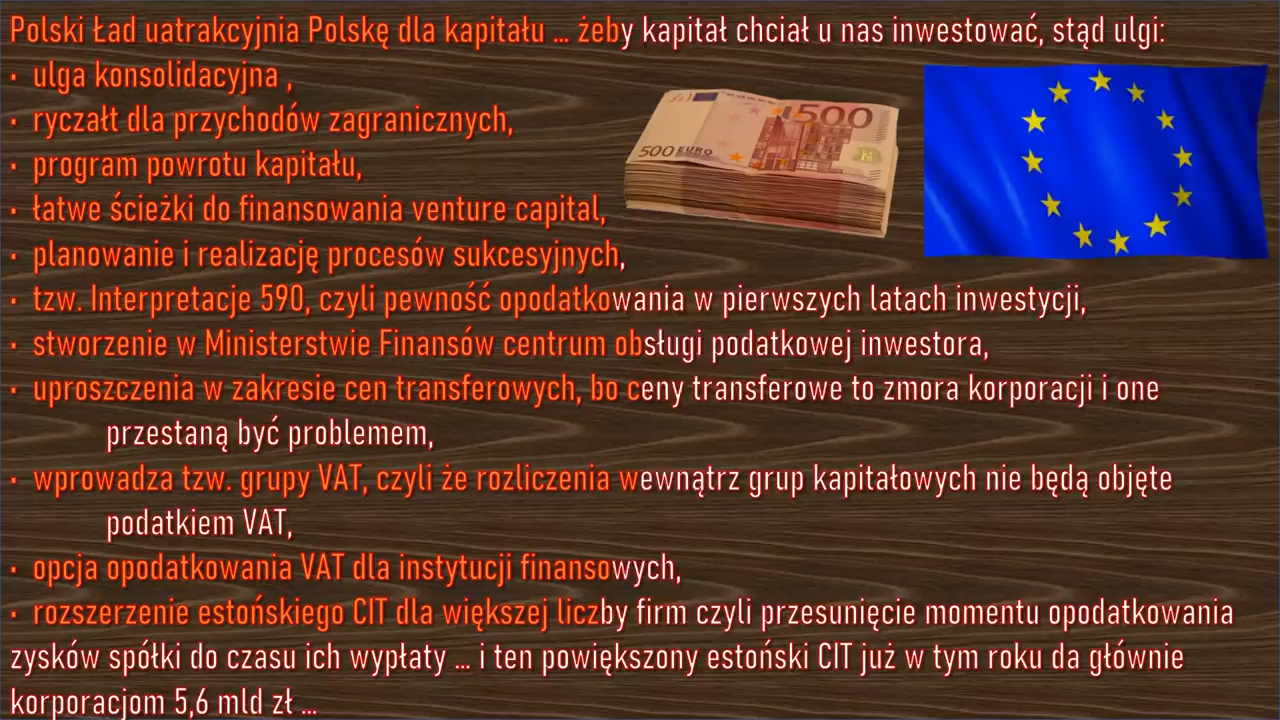 Polski Ład uatrakcyjnia Polskę dla kapitału ... żeby kapitał chciał u nas inwestować, stąd ulgi:
· ulga konsolidacyjna ,
· ryczałt dla przychodów zagranicznych,
· program powrotu kapitału,
· łatwe ścieżki do finansowania venture capital,
· planowanie i realizację procesów sukcesyjnych,
· tzw. Interpretacje 590, czyli pewność opodatkowania w pierwszych latach inwestycji,
· stworzenie w Ministerstwie Finansów centrum obsługi podatkowej inwestora,
· uproszczenia w zakresie cen transferowych, bo ceny transferowe to zmora korporacji i one
przestaną być problemem,
· wprowadza tzw. grupy VAT, czyli że rozliczenia wewnątrz grup kapitałowych nie będą objęte
podatkiem VAT,
· opcja opodatkowania VAT dla instytucji finansowych,
· rozszerzenie estońskiego CIT dla większej liczby firm czyli przesunięcie momentu opodatkowania
zysków spółki do czasu ich wypłaty ... i ten powiększony estoński CIT już w tym roku da głównie
korporacjom 5,6 mld zł ...
500
500 EURO